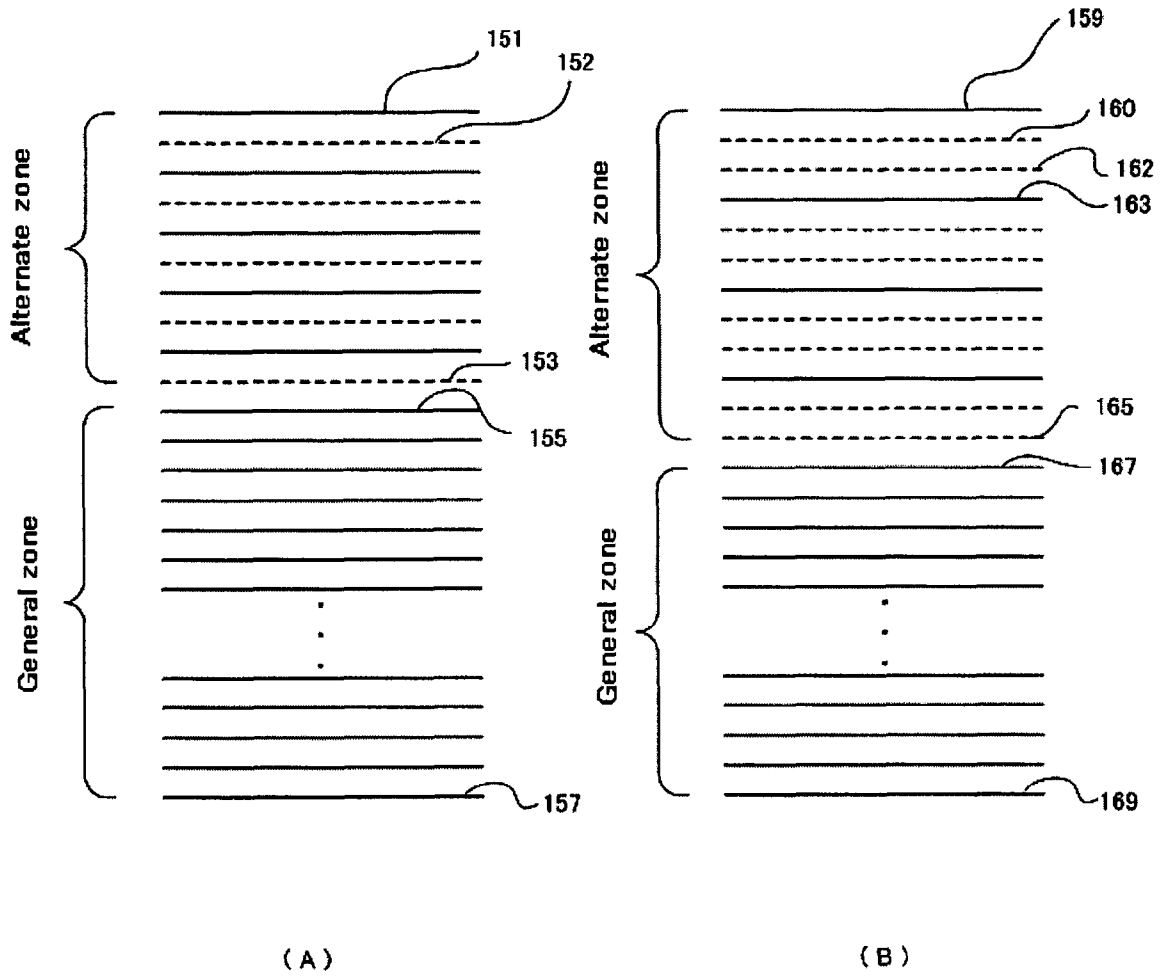 151
152
Alternate zone
153
155
General zone
157
(A)
159
160
162
163
Alternate zone
165
167
General zone
169
(B)